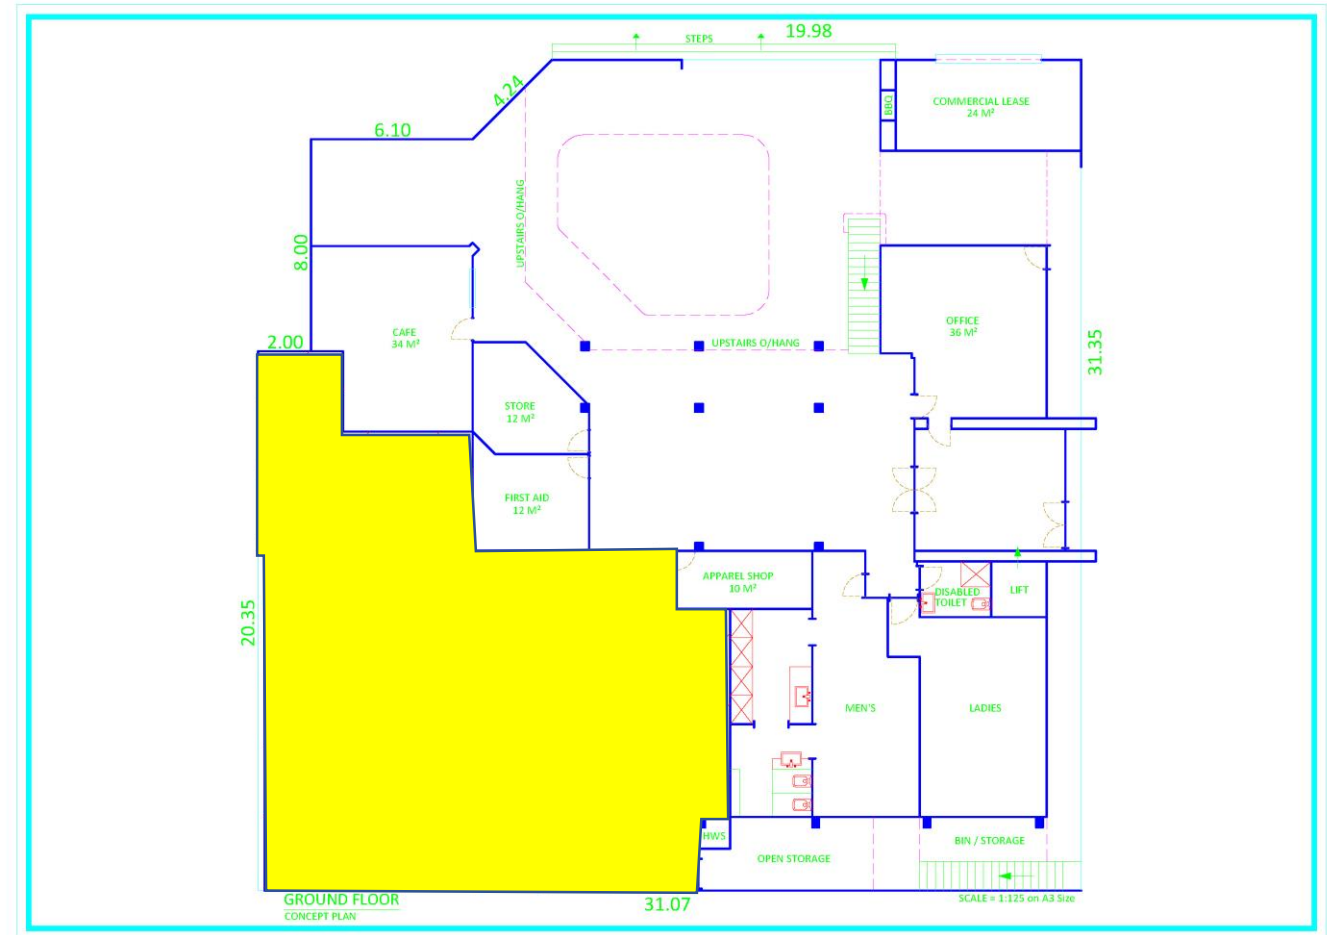 19.98
STEPS
4.24
6.10
BBQ
COMMERCIAL LEASE
24 M²
UPSTAIRS O/HANG
8.00
CAFE
34 M²
OFFICE
36 M²
2.00
UPSTAIRS O/HANG
31.35
STORE
12 M²
FIRST AID
12 M²
APPAREL SHOP
10 M²
DISABLED
TOILET
LIFT
20.35
MEN'S
LADIES
HWS
OPEN STORAGE
BIN / STORAGE
GROUND FLOOR
CONCEPT PLAN
31.07
SCALE = 1:125 on A3 Size